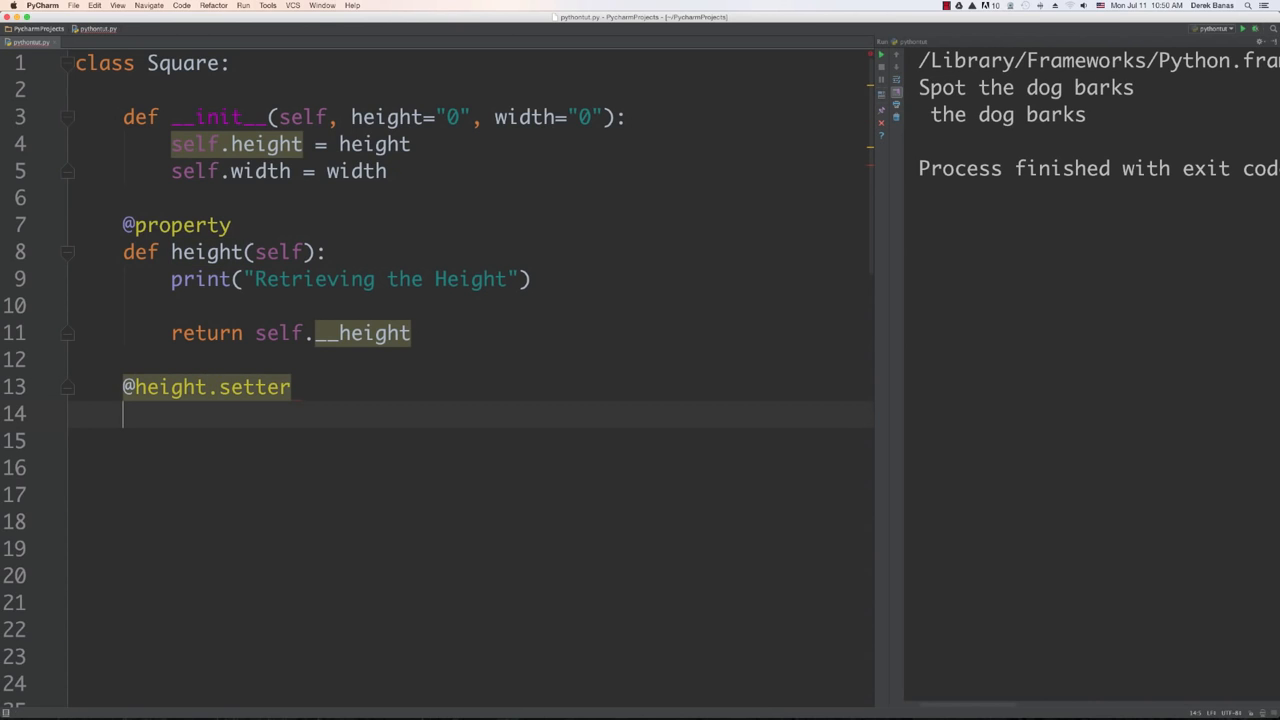 PyCharm File Edit View Navigate Code Refactor Run Tools VCS Window Help 10 Mon Jul 11 10:50 AM Derek Banas
pythontut.py - PycharmProjects - [~/PycharmProjects]
PycharmProjects pythontut.py pythontut
pythontut.py Run pythontut
1 class Square:
2
3 def __init__(self, height="0", width="0"):
4 self.height = height
5 self.width = width
6
7 @property
8 def height(self):
9 print("Retrieving the Height")
10
11 return self.__height
12
13 @height.setter
14
15
16
17
18
19
20
21
22
23
24
/Library/Frameworks/Python.fra
Spot the dog barks
the dog barks
Process finished with exit cod
14:5 LF÷ UTF-8÷